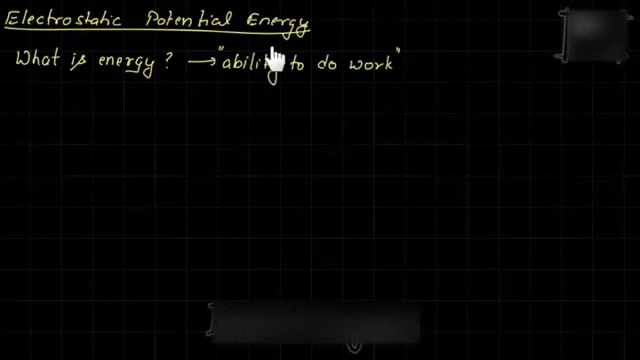 Electrostatic Potential Energy
What is energy? → "ability to do work"